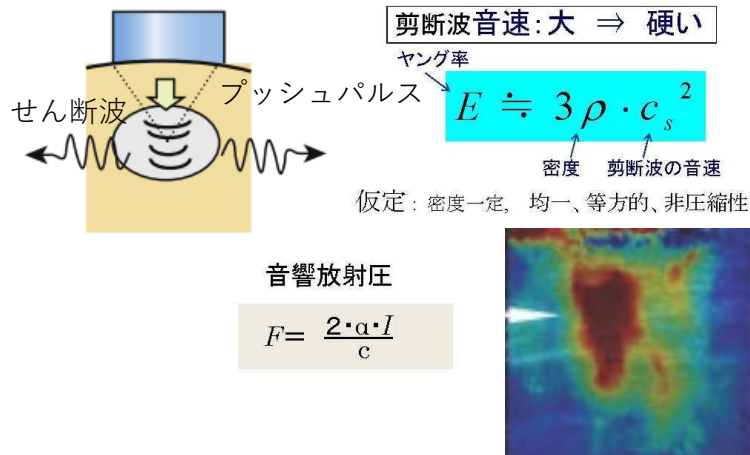 剪断波音速：大 ⇒ 硬い
ヤング率
せん断波
プッシュパルス
E ≒ 3ρ・cs²
密度
剪断波の音速
仮定：密度一定, 均一、等方的、非圧縮性
音響放射圧
F= 2・α・I
c